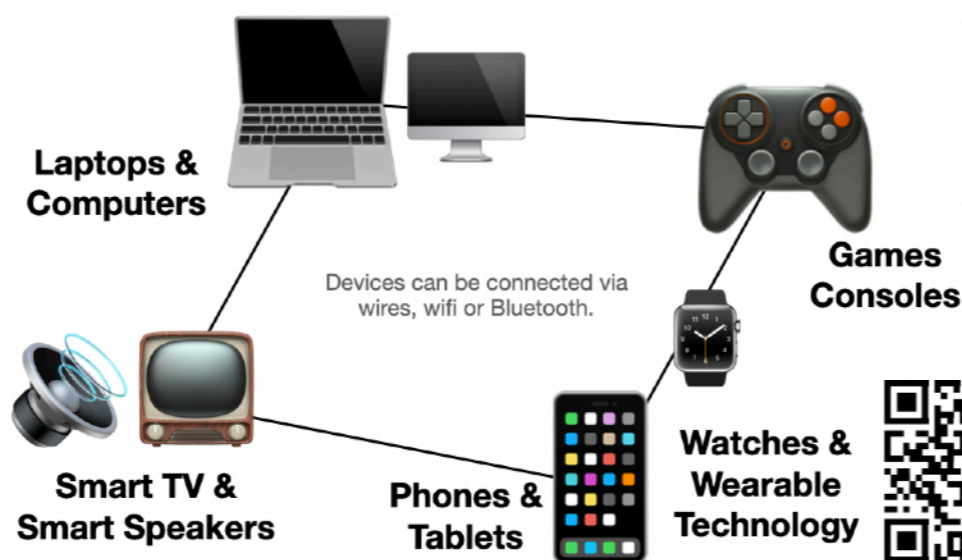 Laptops &
Computers
Devices can be connected via
wires, wifi or Bluetooth.
Games
Consoles
Smart TV &
Smart Speakers
Phones &
Tablets
Watches &
Wearable
Technology